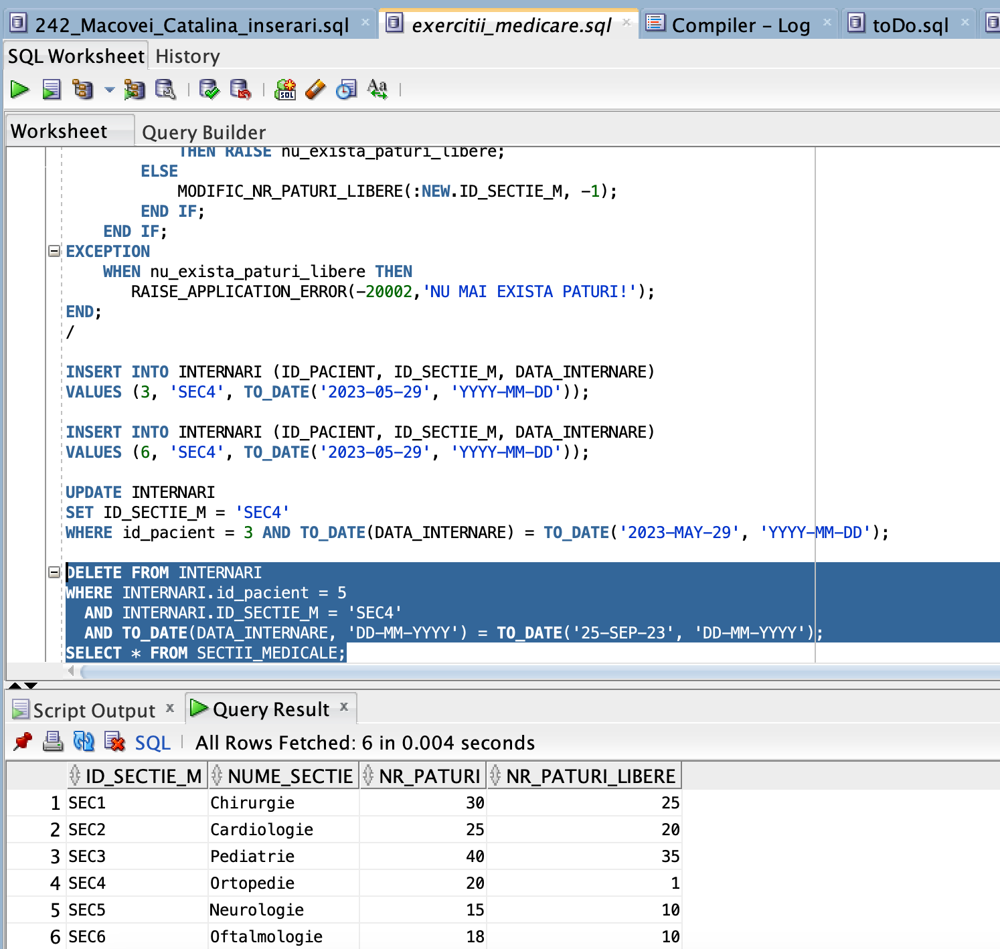 242_Macovei_Catalina_inserari.sql exercitii_medicare.sql Compiler - Log toDo.sql
SQL Worksheet History
Worksheet Query Builder
THEN RAISE nu_exista_paturi_libere;
ELSE
MODIFIC_NR_PATURI_LIBERE(:NEW.ID_SECTIE_M, -1);
END IF;
END IF;
EXCEPTION
WHEN nu_exista_paturi_libere THEN
RAISE_APPLICATION_ERROR(-20002,'NU MAI EXISTA PATURI!');
END;
/
INSERT INTO INTERNARI (ID_PACIENT, ID_SECTIE_M, DATA_INTERNARE)
VALUES (3, 'SEC4', TO_DATE('2023-05-29', 'YYYY-MM-DD'));
INSERT INTO INTERNARI (ID_PACIENT, ID_SECTIE_M, DATA_INTERNARE)
VALUES (6, 'SEC4', TO_DATE('2023-05-29', 'YYYY-MM-DD'));
UPDATE INTERNARI
SET ID_SECTIE_M = 'SEC4'
WHERE id_pacient = 3 AND TO_DATE(DATA_INTERNARE) = TO_DATE('2023-MAY-29', 'YYYY-MM-DD');
DELETE FROM INTERNARI
WHERE INTERNARI.id_pacient = 5
AND INTERNARI.ID_SECTIE_M = 'SEC4'
AND TO_DATE(DATA_INTERNARE, 'DD-MM-YYYY') = TO_DATE('25-SEP-23', 'DD-MM-YYYY');
SELECT * FROM SECTII_MEDICALE;
Script Output Query Result
SQL All Rows Fetched: 6 in 0.004 seconds
ID_SECTIE_M NUME_SECTIE NR_PATURI NR_PATURI_LIBERE
1 SEC1 Chirurgie 30 25
2 SEC2 Cardiologie 25 20
3 SEC3 Pediatrie 40 35
4 SEC4 Ortopedie 20 1
5 SEC5 Neurologie 15 10
6 SEC6 Oftalmologie 18 10